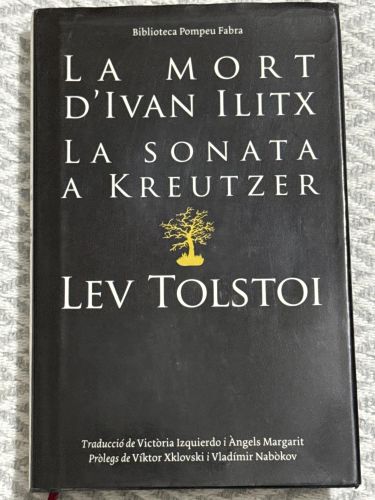 Biblioteca Pompeu Fabra
LA MORT
D'IVAN ILITX
LA SONATA
A KREUTZER
LEV TOLSTOI
Traducció de Victòria Izquierdo i Àngels Margarit
Pròlegs de Víktor Xklovski i Vladímir Nabòkov